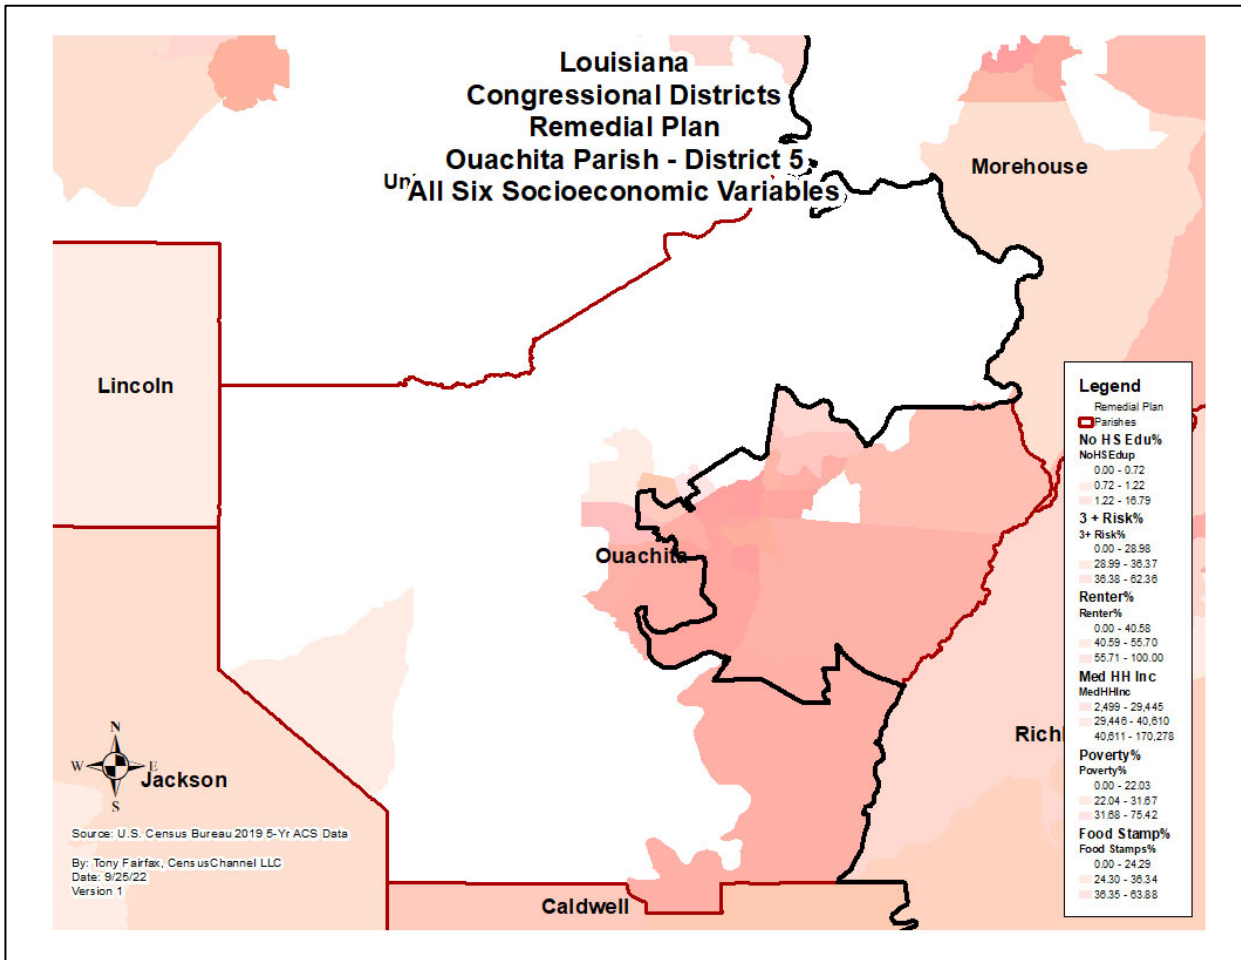 Louisiana
Congressional Districts
Remedial Plan
Ouachita Parish - District 5
All Six Socioeconomic Variables
Un
Morehouse
Lincoln
Ouachita
Richl
Jackson
Caldwell
N
W E
S
Source: U.S. Census Bureau 2019 5-Yr ACS Data
By: Tony Fairfax, CensusChannel LLC
Date: 9/25/22
Version 1
Legend
Remedial Plan
Parishes
No HS Edu%
NoHSEdup
0.00 - 0.72
0.72 - 1.22
1.22 - 16.79
3 + Risk%
3+ Risk%
0.00 - 28.98
28.99 - 36.37
36.38 - 62.36
Renter%
Renter%
0.00 - 40.58
40.59 - 55.70
55.71 - 100.00
Med HH Inc
MedHHInc
2,499 - 29,445
29,446 - 40,610
40,611 - 170,278
Poverty%
Poverty%
0.00 - 22.03
22.04 - 31.67
31.68 - 75.42
Food Stamp%
Food Stamps%
0.00 - 24.29
24.30 - 36.34
36.35 - 63.88